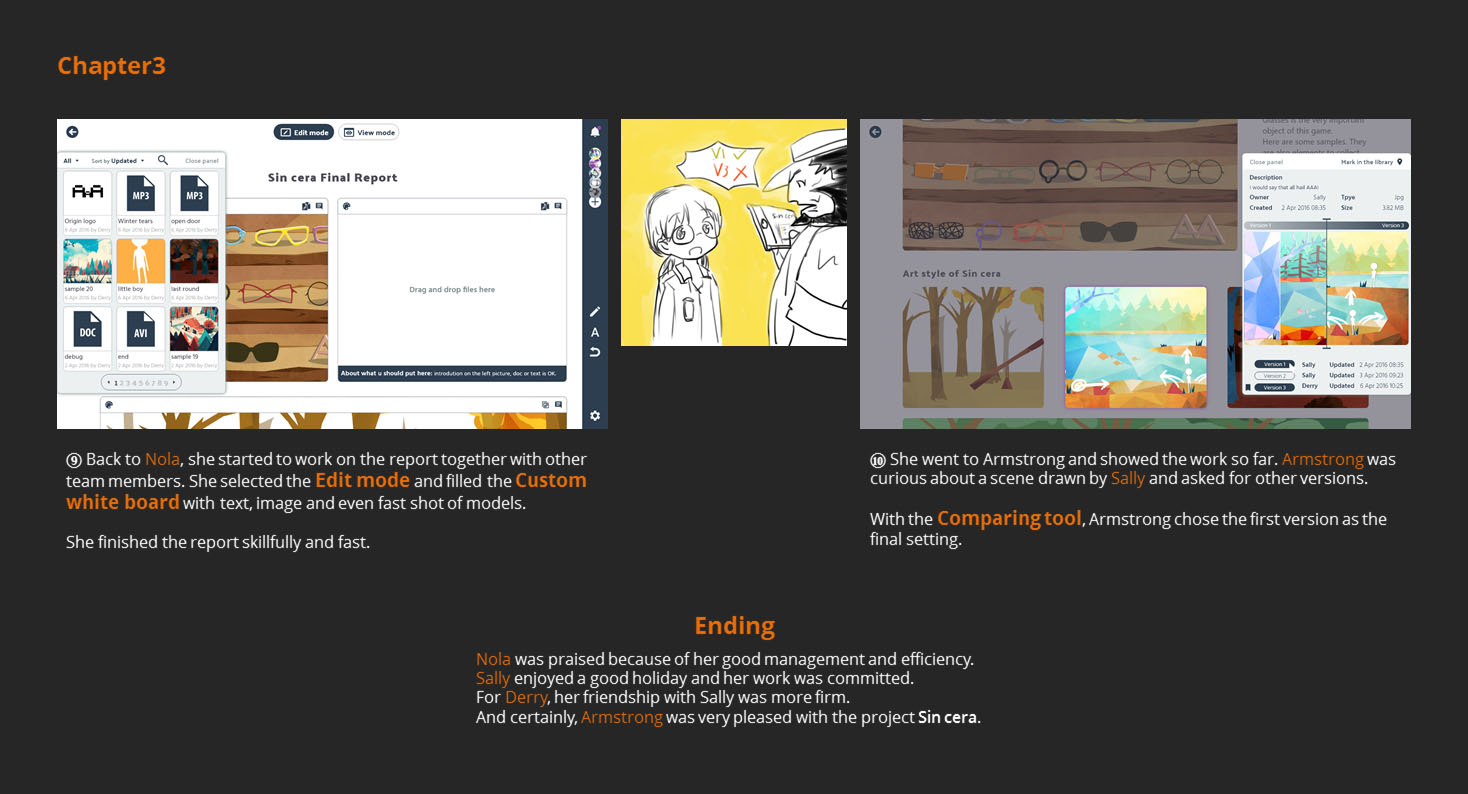 Chapter3
Edit mode
View mode
All
Sort by Updated
Close panel
Sin cera Final Report
MP3
MP3
Origin logo
Winter tears
open door
6 Apr 2016 by Derry
6 Apr 2016 by Derry
6 Apr 2016 by Derry
sample 20
little boy
last round
6 Apr 2016 by Derry
6 Apr 2016 by Derry
6 Apr 2016 by Derry
DOC
AVI
debug
end
sample 19
2 Apr 2016 by Derry
2 Apr 2016 by Derry
2 Apr 2016 by Derry
1 2 3 4 5 6 7 8 9
Drag and drop files here
About what u should put here: introdution on the left picture, doc or text is OK.
A
V1 ✓
V3 X
Sin cera
Glasses is the very important
object of this game.
Here are some samples. They
are also elements to collect
Art style of Sin cera
Close panel
Mark in the library
Description
I would say that all hail AAA!
Owner Sally Tpye Jpg
Created 2 Apr 2016 08:35 Size 3.82 MB
Version 1 Version 3
Version 1 Sally Updated 2 Apr 2016 08:35
Version 2 Sally Updated 3 Apr 2016 09:23
Version 3 Derry Updated 6 Apr 2016 10:25
⑨ Back to Nola, she started to work on the report together with other
team members. She selected the Edit mode and filled the Custom
white board with text, image and even fast shot of models.
She finished the report skillfully and fast.
⑩ She went to Armstrong and showed the work so far. Armstrong was
curious about a scene drawn by Sally and asked for other versions.
With the Comparing tool, Armstrong chose the first version as the
final setting.
Ending
Nola was praised because of her good management and efficiency.
Sally enjoyed a good holiday and her work was committed.
For Derry, her friendship with Sally was more firm.
And certainly, Armstrong was very pleased with the project Sin cera.